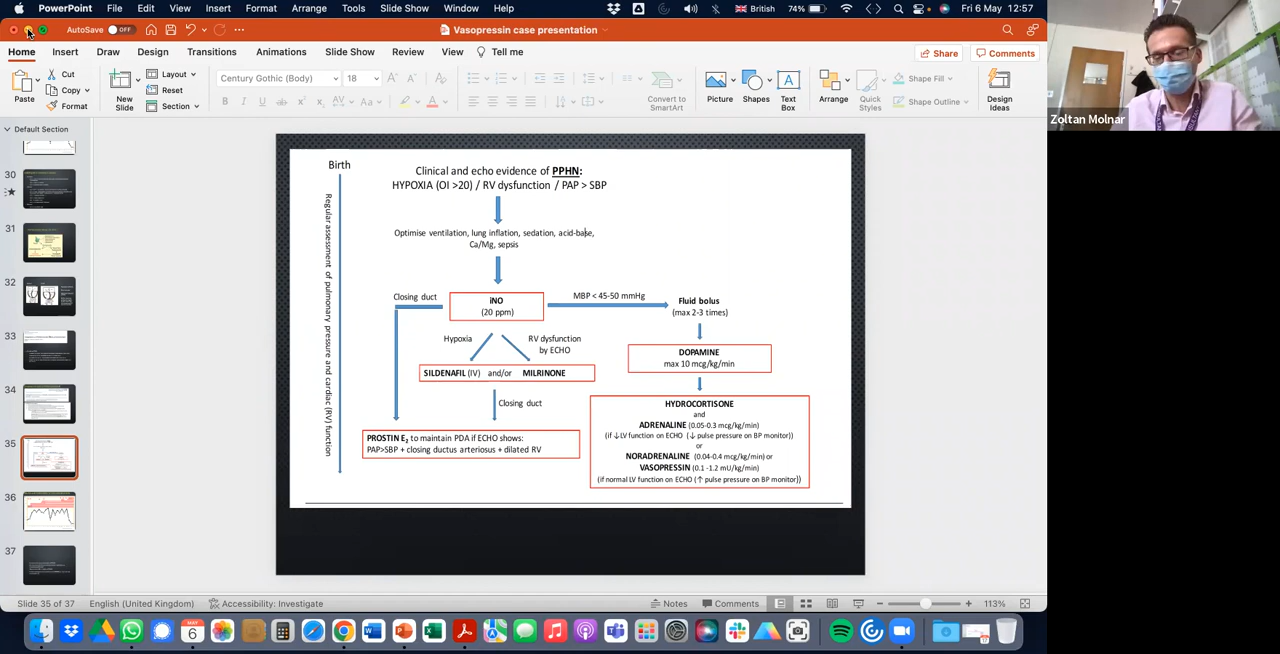 PowerPoint File Edit View Insert Format Arrange Tools Slide Show Window Help British 74% Fri 6 May 12:57
AutoSave OFF Vasopressin case presentation
Home Insert Draw Design Transitions Animations Slide Show Review View Tell me Share Comments
Paste Cut Copy Format
New Slide Layout Reset Section
Century Gothic (Body) 18
Convert to SmartArt
Picture Shapes Text Box Arrange Quick Styles Shape Fill Shape Outline Design Ideas
Zoltan Molnar
Default Section
30
31
32
33
34
35
36
37
Birth
Regular assessment of pulmonary pressure and cardiac (RV) function
Clinical and echo evidence of PPHN:
HYPOXIA (OI >20) / RV dysfunction / PAP > SBP
Optimise ventilation, lung inflation, sedation, acid-base,
Ca/Mg, sepsis
Closing duct
iNO
(20 ppm)
MBP < 45-50 mmHg
Fluid bolus
(max 2-3 times)
Hypoxia
RV dysfunction
by ECHO
SILDENAFIL (IV) and/or MILRINONE
Closing duct
PROSTIN E2 to maintain PDA if ECHO shows:
PAP>SBP + closing ductus arteriosus + dilated RV
DOPAMINE
max 10 mcg/kg/min
HYDROCORTISONE
and
ADRENALINE (0.05-0.3 mcg/kg/min)
(if ↓LV function on ECHO (↓ pulse pressure on BP monitor))
or
NORADRENALINE (0.04-0.4 mcg/kg/min) or
VASOPRESSIN (0.1 -1.2 mU/kg/min)
(if normal LV function on ECHO (↑ pulse pressure on BP monitor))
Slide 35 of 37 English (United Kingdom) Accessibility: Investigate Notes Comments 113%
MAY
6